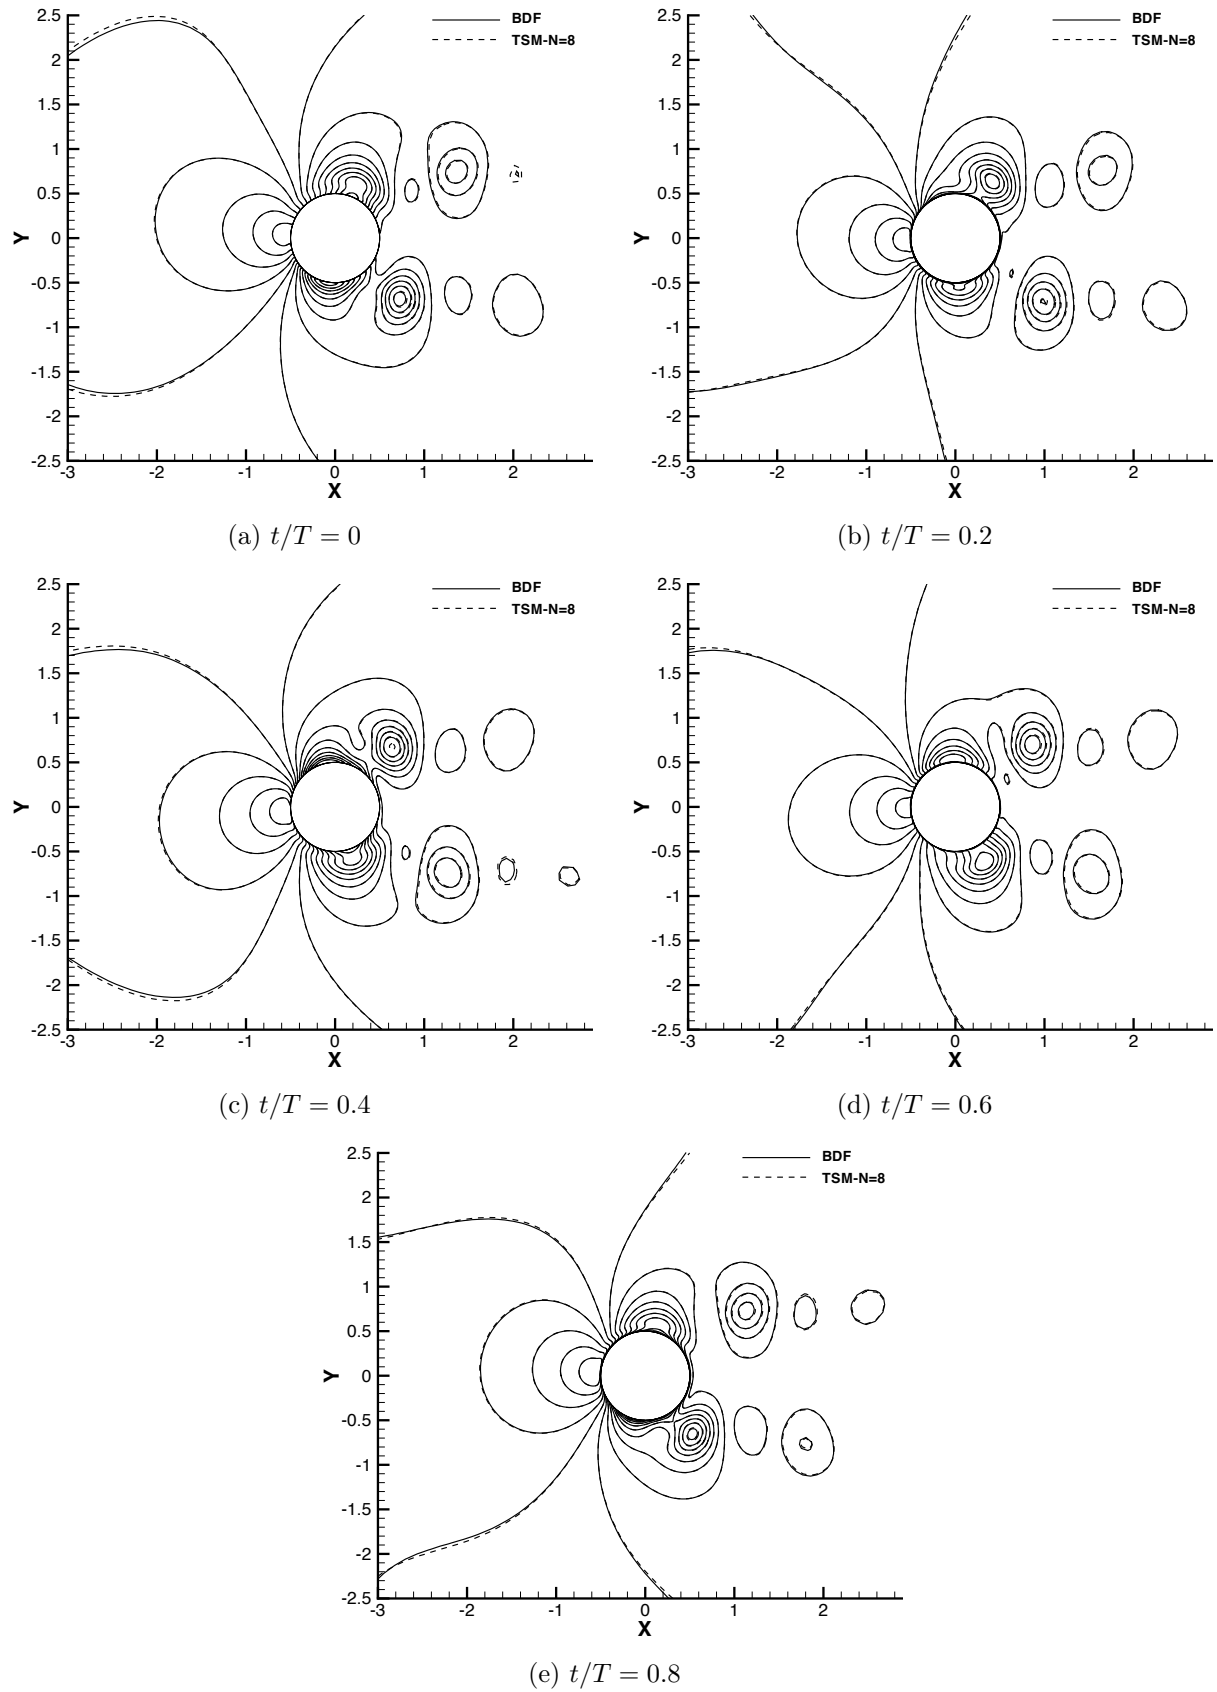 2.5
2
1.5
1
0.5
0
-0.5
-1
-1.5
-2
-2.5
Y
-3 -2 -1 0 1 2
X
BDF
TSM-N=8
(a) t/T = 0
2.5
2
1.5
1
0.5
0
-0.5
-1
-1.5
-2
-2.5
Y
-3 -2 -1 0 1 2
X
BDF
TSM-N=8
(b) t/T = 0.2
2.5
2
1.5
1
0.5
0
-0.5
-1
-1.5
-2
-2.5
Y
-3 -2 -1 0 1 2
X
BDF
TSM-N=8
(c) t/T = 0.4
2.5
2
1.5
1
0.5
0
-0.5
-1
-1.5
-2
-2.5
Y
-3 -2 -1 0 1 2
X
BDF
TSM-N=8
(d) t/T = 0.6
2.5
2
1.5
1
0.5
0
-0.5
-1
-1.5
-2
-2.5
Y
-3 -2 -1 0 1 2
X
BDF
TSM-N=8
(e) t/T = 0.8